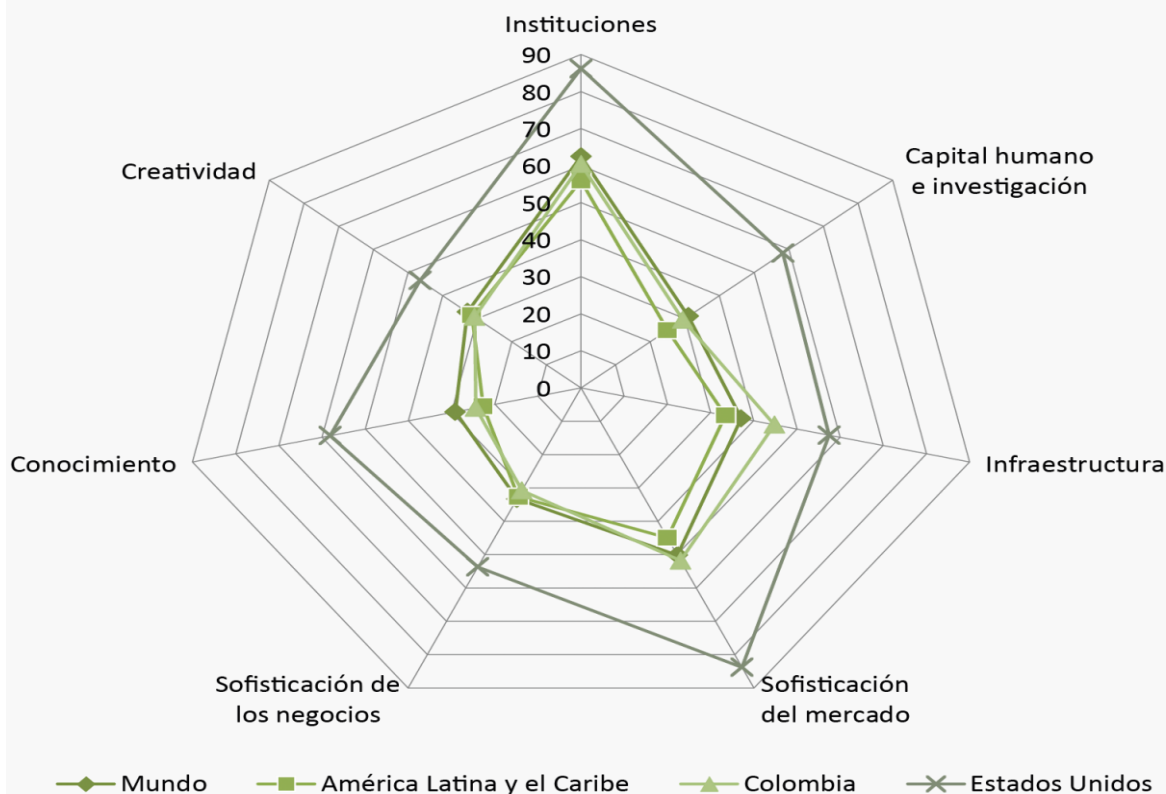 Instituciones
90
80
70
60
50
40
30
20
10
0
Capital humano
e investigación
Infraestructura
Sofisticación
del mercado
Sofisticación de
los negocios
Conocimiento
Creatividad
Mundo
América Latina y el Caribe
Colombia
Estados Unidos